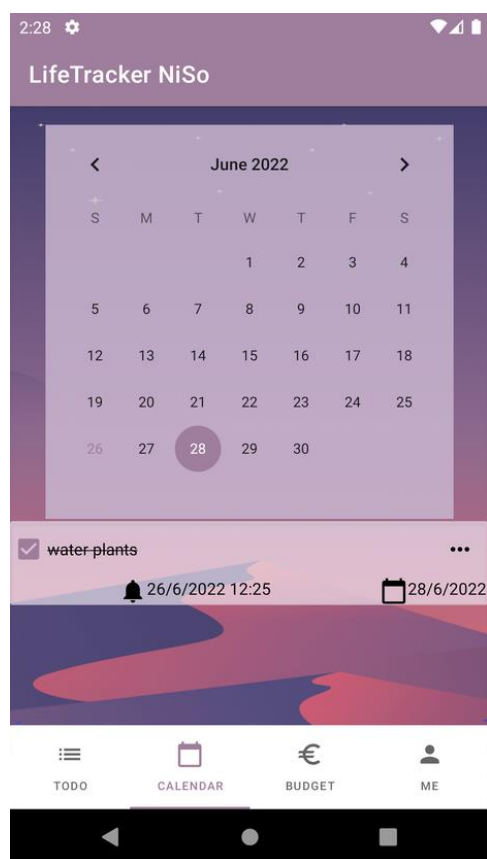 2:28
LifeTracker NiSo
June 2022
S M T W T F S
1 2 3 4
5 6 7 8 9 10 11
12 13 14 15 16 17 18
19 20 21 22 23 24 25
26 27 28 29 30
water plants
26/6/2022 12:25 28/6/2022
TODO CALENDAR BUDGET ME